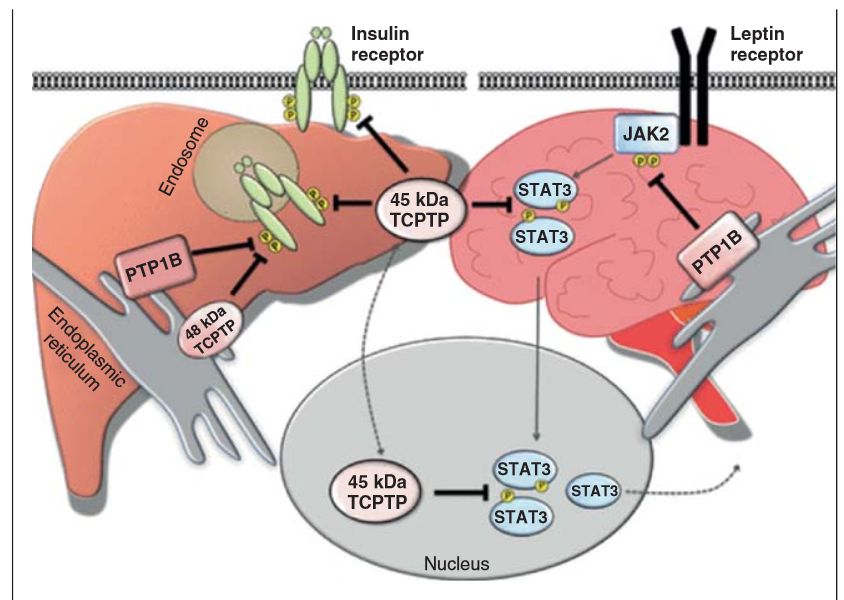 Insulin
receptor
Leptin
receptor
P
P
P
P
Endosome
JAK2
P P
STAT3
P
P
STAT3
45 kDa
TCPTP
P
P
P
P
PTP1B
PTP1B
48 kDa
TCPTP
Endoplasmic
reticulum
45 kDa
TCPTP
STAT3
P
P
STAT3
STAT3
Nucleus